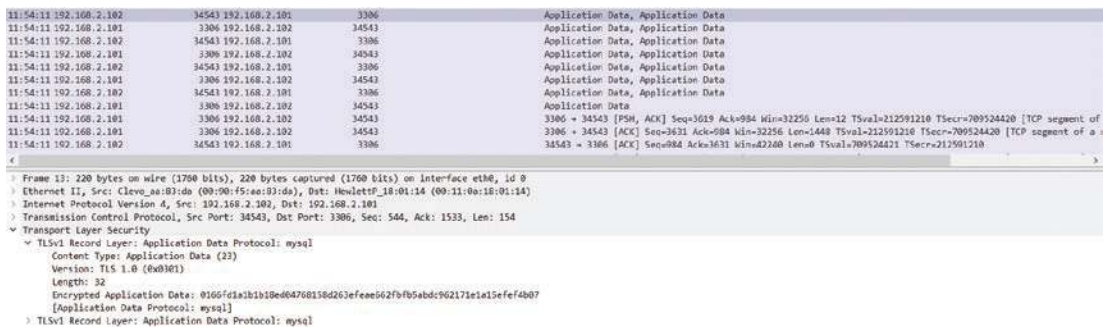 11:54:11 192.168.2.102 34543 192.168.2.101 3306 Application Data, Application Data
11:54:11 192.168.2.101 3306 192.168.2.102 34543 Application Data, Application Data
11:54:11 192.168.2.102 34543 192.168.2.101 3306 Application Data, Application Data
11:54:11 192.168.2.101 3306 192.168.2.102 34543 Application Data, Application Data
11:54:11 192.168.2.102 34543 192.168.2.101 3306 Application Data, Application Data
11:54:11 192.168.2.101 3306 192.168.2.102 34543 Application Data, Application Data
11:54:11 192.168.2.102 34543 192.168.2.101 3306 Application Data, Application Data
11:54:11 192.168.2.101 3306 192.168.2.102 34543 Application Data
11:54:11 192.168.2.101 3306 192.168.2.102 34543 3306 → 34543 [PSH, ACK] Seq=3619 Ack=984 Win=32256 Len=12 TSval=212591210 TSecr=709524420 [TCP segment of
11:54:11 192.168.2.101 3306 192.168.2.102 34543 3306 → 34543 [ACK] Seq=3631 Ack=984 Win=32256 Len=1448 TSval=212591210 TSecr=709524420 [TCP segment of a
11:54:11 192.168.2.102 34543 192.168.2.101 3306 34543 → 3306 [ACK] Seq=984 Ack=3631 Win=42240 Len=0 TSval=709524421 TSecr=212591210
Frame 13: 220 bytes on wire (1760 bits), 220 bytes captured (1760 bits) on interface eth0, id 0
Ethernet II, Src: Clevo_aa:83:da (00:90:f5:aa:83:da), Dst: HewlettP_18:01:14 (00:11:0a:18:01:14)
Internet Protocol Version 4, Src: 192.168.2.102, Dst: 192.168.2.101
Transmission Control Protocol, Src Port: 34543, Dst Port: 3306, Seq: 544, Ack: 1533, Len: 154
Transport Layer Security
TLSv1 Record Layer: Application Data Protocol: mysql
Content Type: Application Data (23)
Version: TLS 1.0 (0x0301)
Length: 32
Encrypted Application Data:
[Application Data Protocol: mysql]
TLSv1 Record Layer: Application Data Protocol: mysql